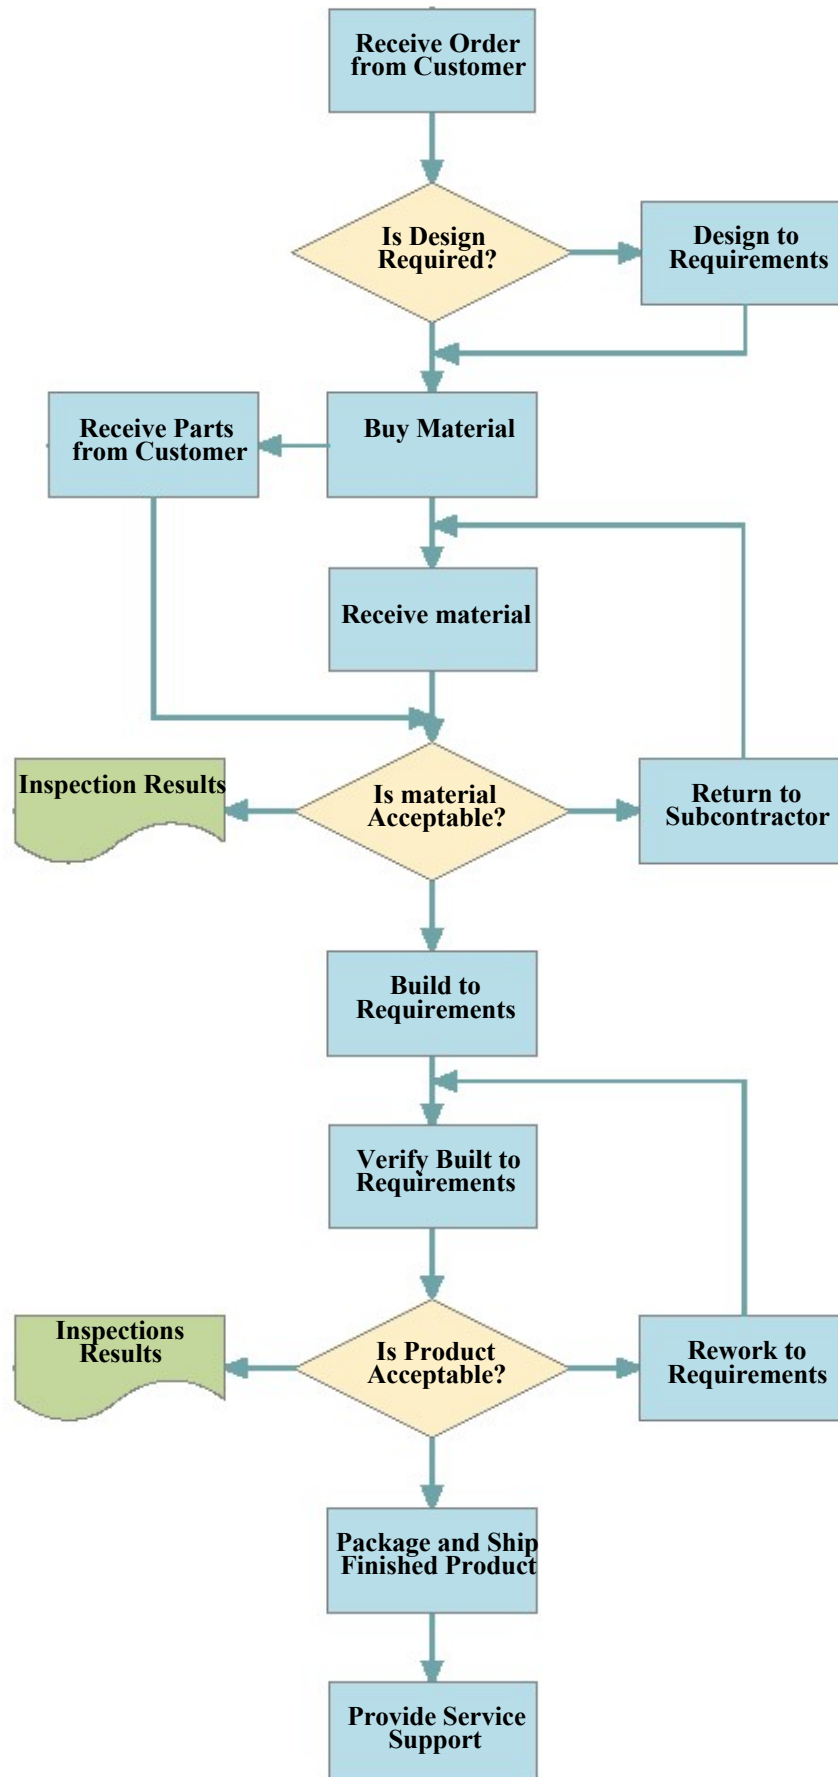 Receive Order
from Customer
Is Design
Required?
Design to
Requirements
Receive Parts
from Customer
Buy Material
Receive material
Inspection Results
Is material
Acceptable?
Return to
Subcontractor
Build to
Requirements
Verify Built to
Requirements
Inspections
Results
Is Product
Acceptable?
Rework to
Requirements
Package and Ship
Finished Product
Provide Service
Support